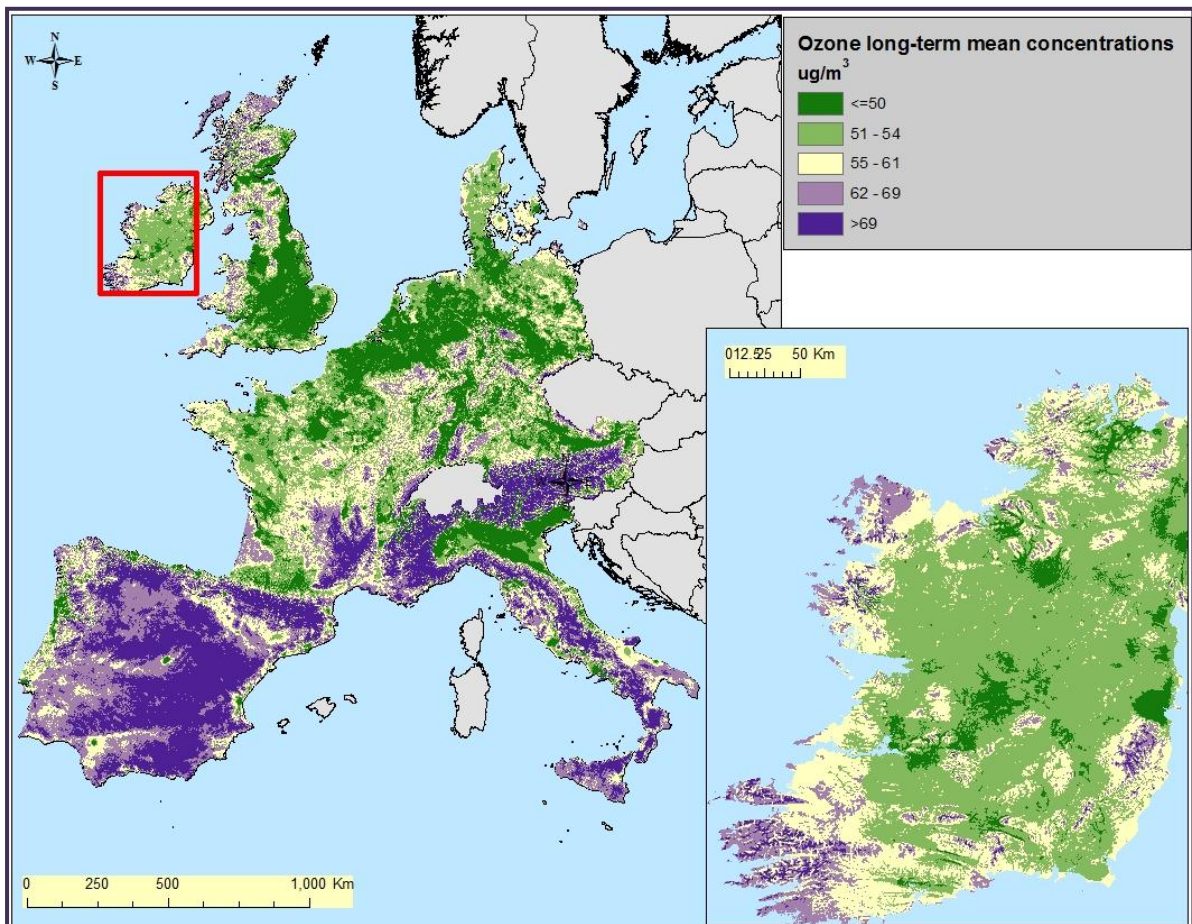 N
W E
S
Ozone long-term mean concentrations
ug/m³
<=50
51 - 54
55 - 61
62 - 69
>69
012.525 50 Km
0 250 500 1,000 Km